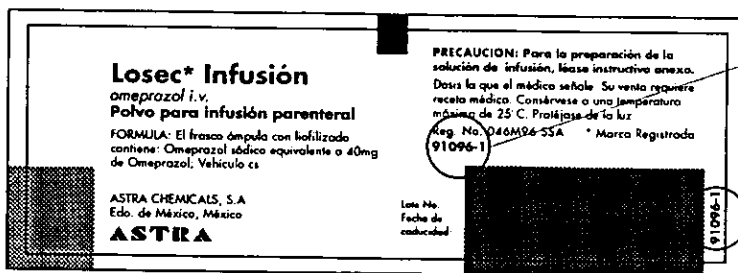 Losec* Infusión
omeprazol i.v.
Polvo para infusión parenteral
FORMULA: El frasco ámpula con liofilizado
contiene: Omeprazol sódico equivalente a 40mg
de Omeprazol; Vehículo cs
ASTRA CHEMICALS, S.A
Edo. de México, México
ASTRA
PRECAUCION: Para la preparación de la
solución de infusión, léase instructivo anexo.
Dosis la que el médico señale Su venta requiere
receta médica. Consérvese a una temperatura
máxima de 25°C. Protéjase de la luz
Reg. No. 046M96 SSA * Marca Registrada
91096-1
Lote No.
Fecha de
caducidad
91096-1